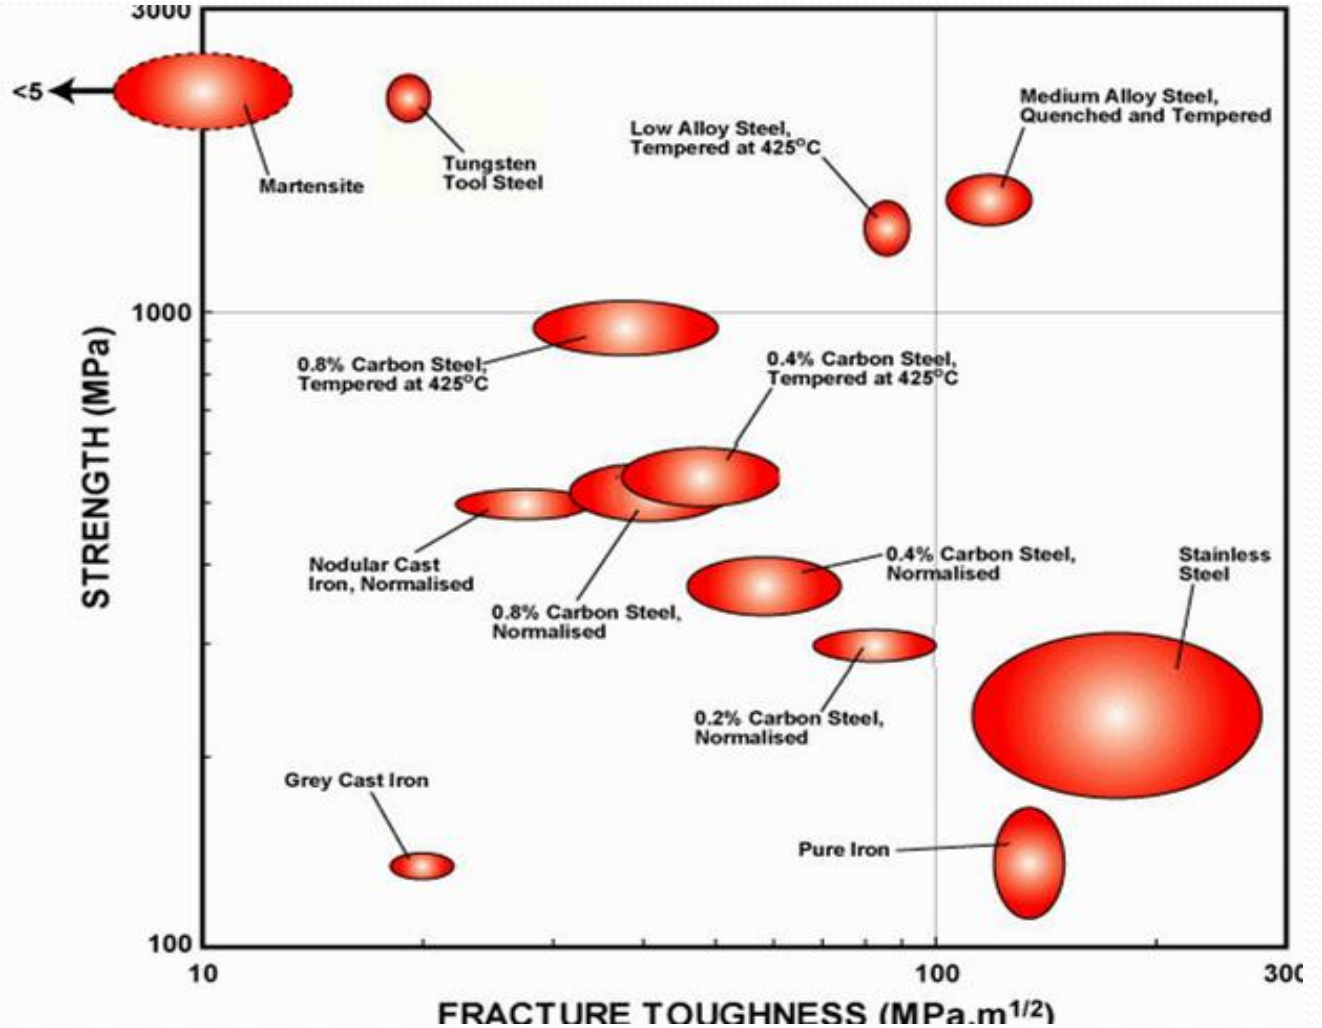 3000
<5
Martensite
Tungsten
Tool Steel
Low Alloy Steel,
Tempered at 425°C
Medium Alloy Steel,
Quenched and Tempered
1000
0.8% Carbon Steel,
Tempered at 425°C
0.4% Carbon Steel,
Tempered at 425°C
STRENGTH (MPa)
Nodular Cast
Iron, Normalised
0.8% Carbon Steel,
Normalised
0.4% Carbon Steel,
Normalised
Stainless
Steel
0.2% Carbon Steel,
Normalised
Grey Cast Iron
Pure Iron
100
10
100
300
FRACTURE TOUGHNESS (MPa.m1/2)